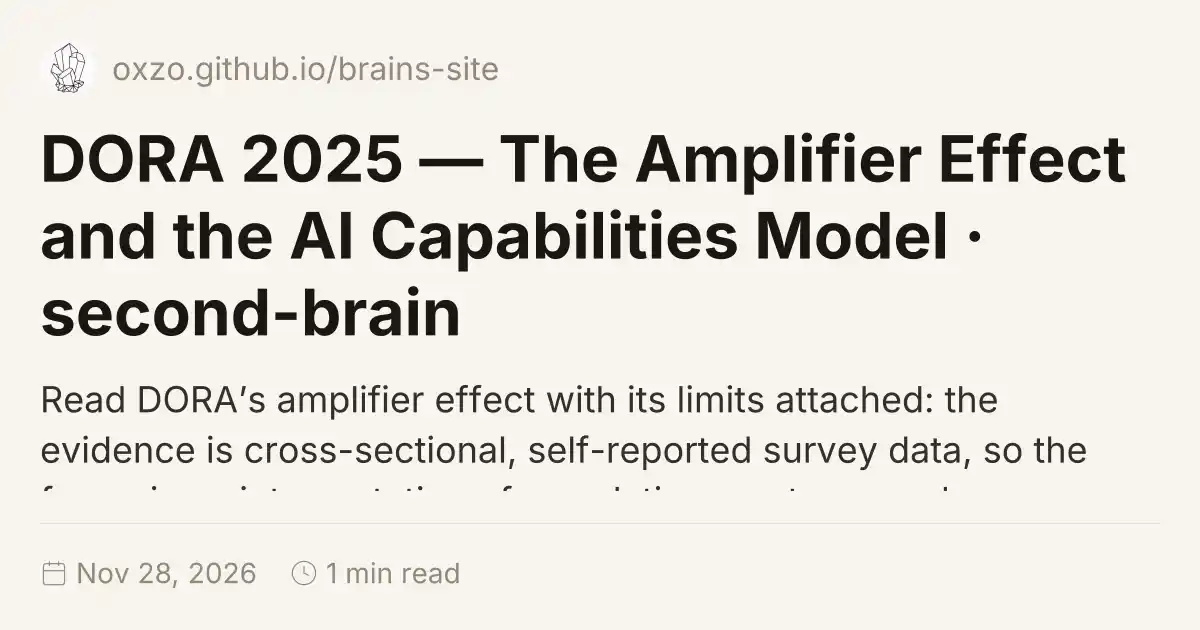 oxzo.github.io/brains-site
DORA 2025 — The Amplifier Effect
and the AI Capabilities Model ·
second-brain
Read DORA’s amplifier effect with its limits attached: the
evidence is cross-sectional, self-reported survey data, so the
Nov 28, 2026
1 min read